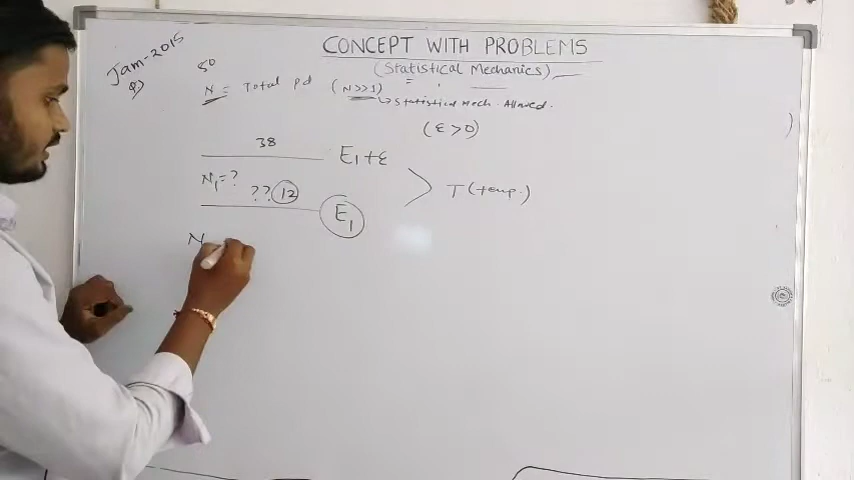 CONCEPT WITH PROBLEMS
(Statistical Mechanics)
Jam-2015
Q)
50
N = Total pd (N>>1)
↳ Statistical Mech. Allowed.
(ε > 0)
38
E₁+ε
N₁=?
?? 12
E₁
T (temp.)
N